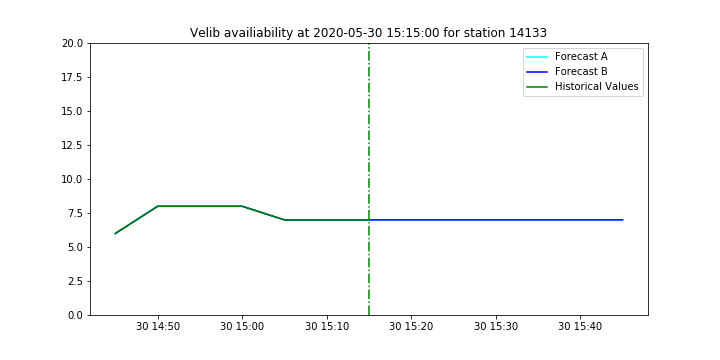 Velib availiability at 2020-05-30 15:15:00 for station 14133
20.0
17.5
15.0
12.5
10.0
7.5
5.0
2.5
0.0
Forecast A
Forecast B
Historical Values
30 14:50 30 15:00 30 15:10 30 15:20 30 15:30 30 15:40